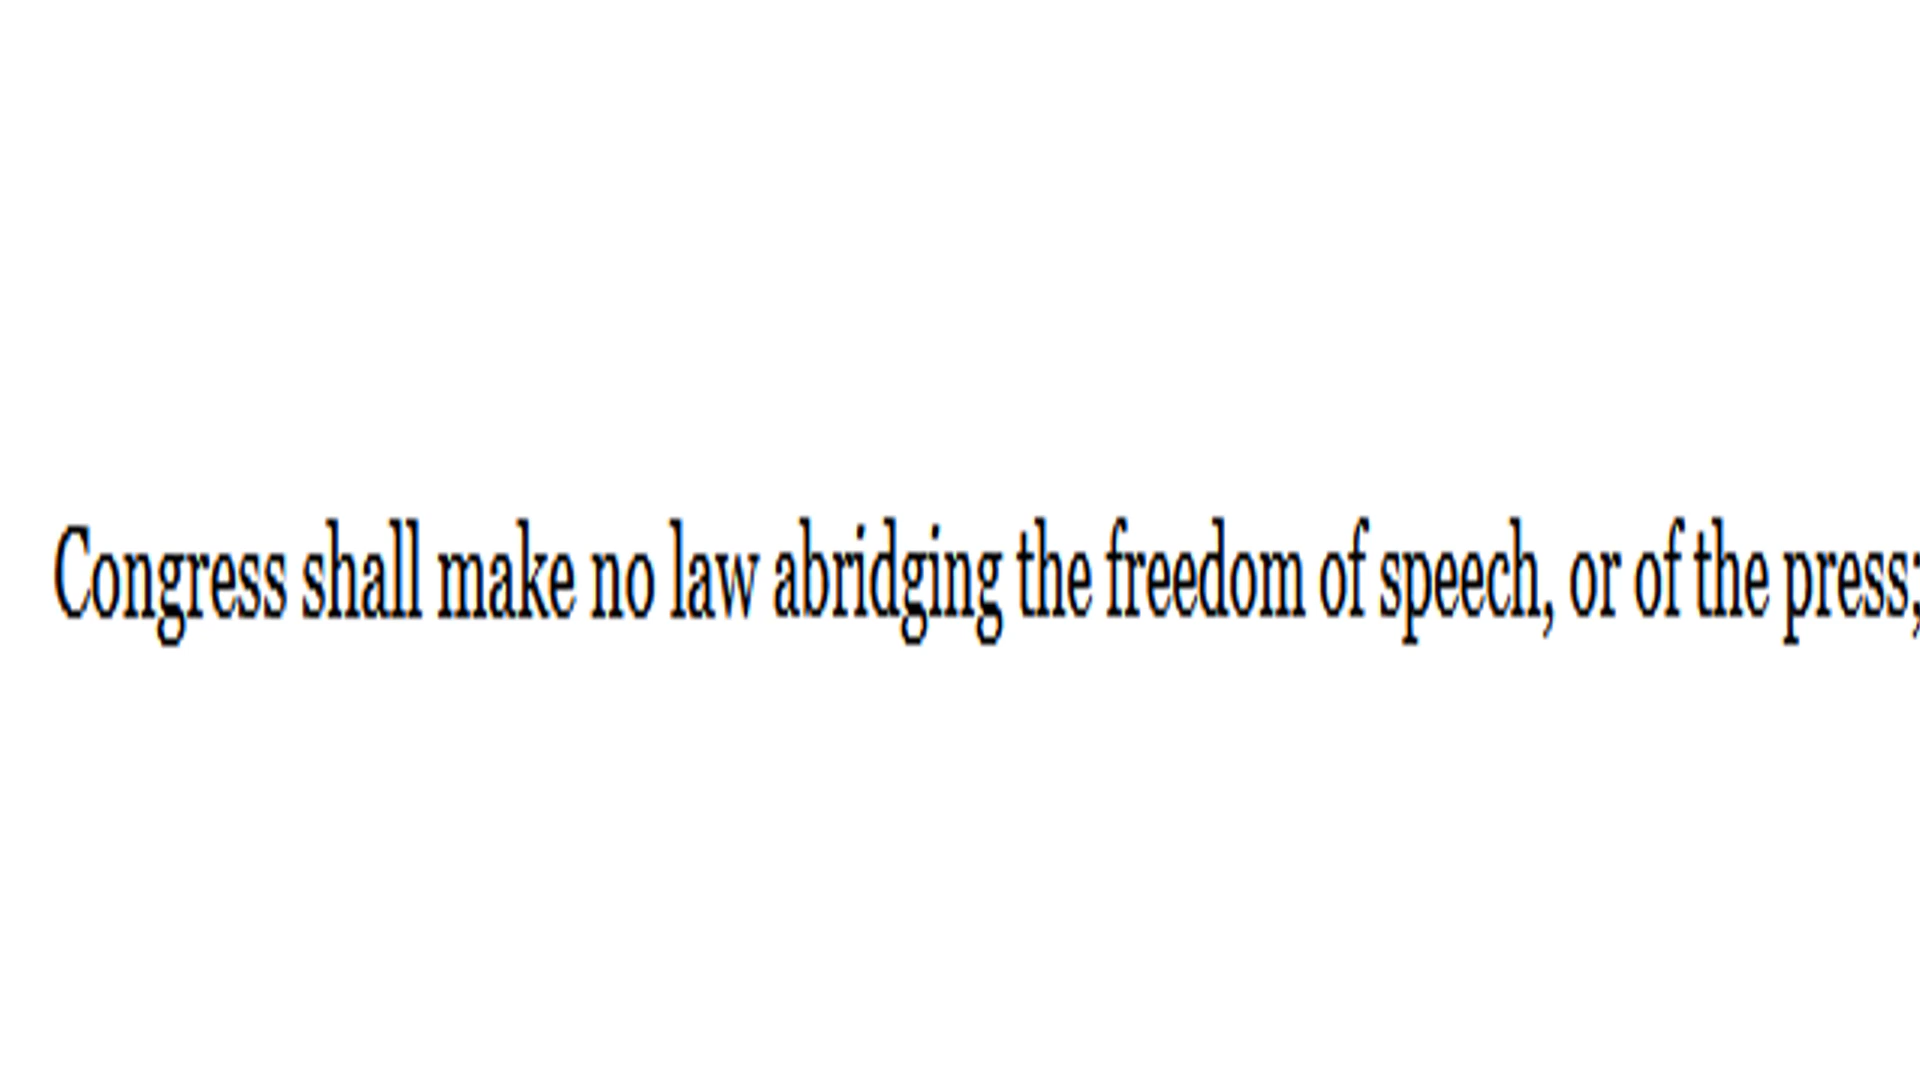 Congress shall make no law abridging the freedom of speech, or of the press;